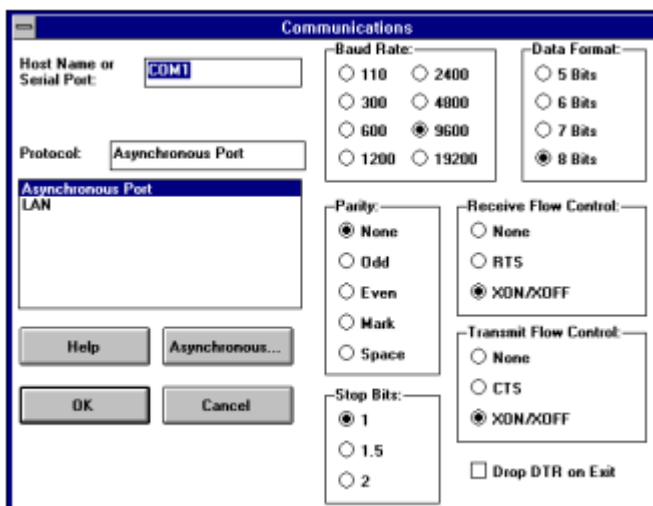 Communications
Host Name or
Serial Port:
COM1
Protocol:
Asynchronous Port
Asynchronous Port
LAN
Help
Asynchronous...
OK
Cancel
Baud Rate:
110
2400
300
4800
600
9600
1200
19200
Data Format:
5 Bits
6 Bits
7 Bits
8 Bits
Parity:
None
Odd
Even
Mark
Space
Receive Flow Control:
None
RTS
XON/XOFF
Transmit Flow Control:
None
CTS
XON/XOFF
Stop Bits:
1
1.5
2
Drop DTR on Exit